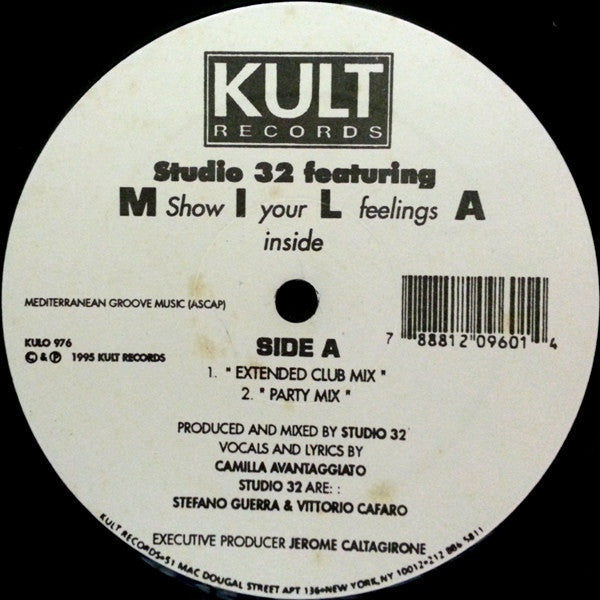 KULT
RECORDS
Studio 32 featuring
M Show I your L feelings A
inside
MEDITERRANEAN GROOVE MUSIC (ASCAP)
KULO 976
© & ℗ 1995 KULT RECORDS
7 88812 09601 4
SIDE A
1. "EXTENDED CLUB MIX"
2. "PARTY MIX"
PRODUCED AND MIXED BY STUDIO 32
VOCALS AND LYRICS BY
CAMILLA AVANTAGGIATO
STUDIO 32 ARE: :
STEFANO GUERRA & VITTORIO CAFARO
EXECUTIVE PRODUCER JEROME CALTAGIRONE
KULT RECORDS•51 MAC DOUGAL STREET APT 136•NEW YORK,NY 10012•212 886 5811